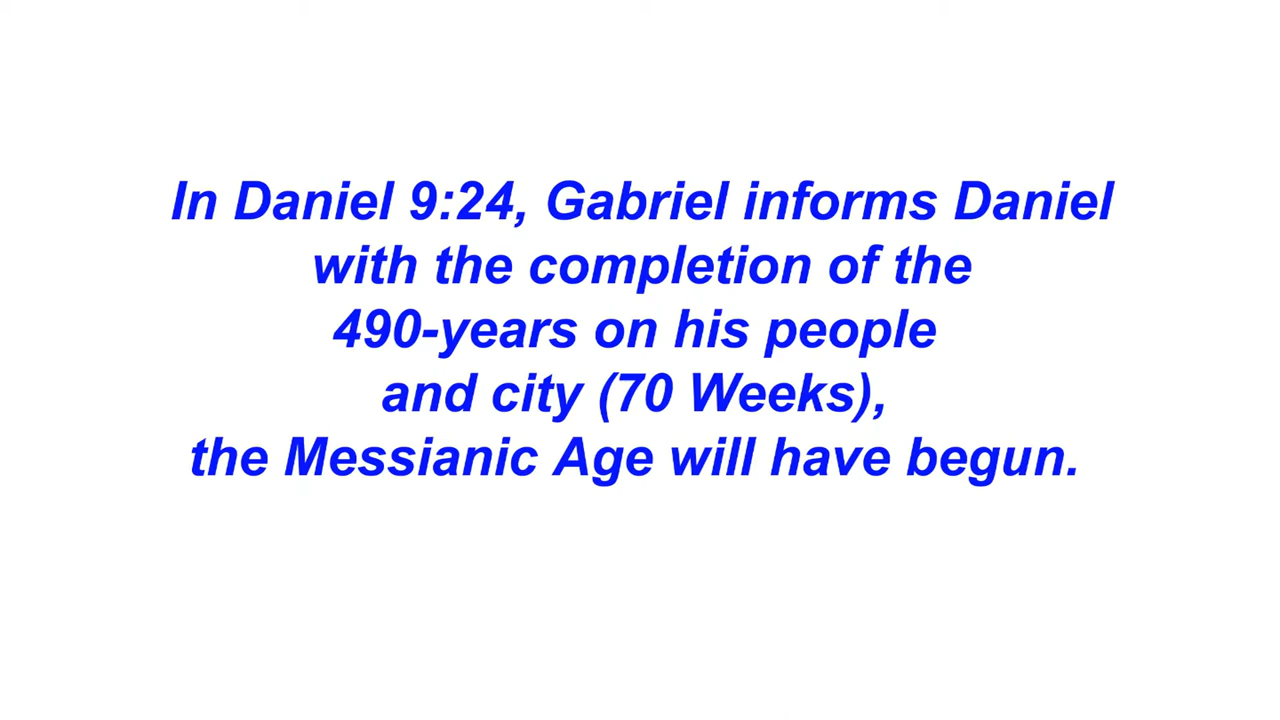 In Daniel 9:24, Gabriel informs Daniel
with the completion of the
490-years on his people
and city (70 Weeks),
the Messianic Age will have begun.